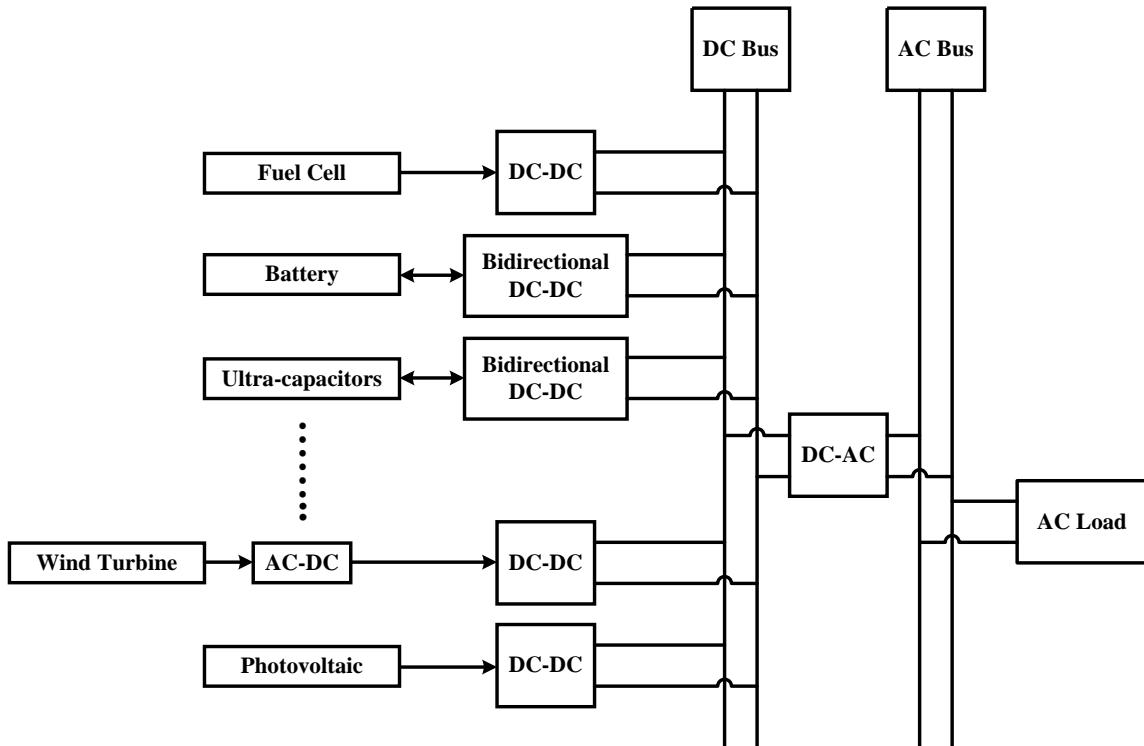 DC Bus
AC Bus
Fuel Cell
DC-DC
Battery
Bidirectional
DC-DC
Ultra-capacitors
Bidirectional
DC-DC
DC-AC
AC Load
Wind Turbine
AC-DC
DC-DC
Photovoltaic
DC-DC